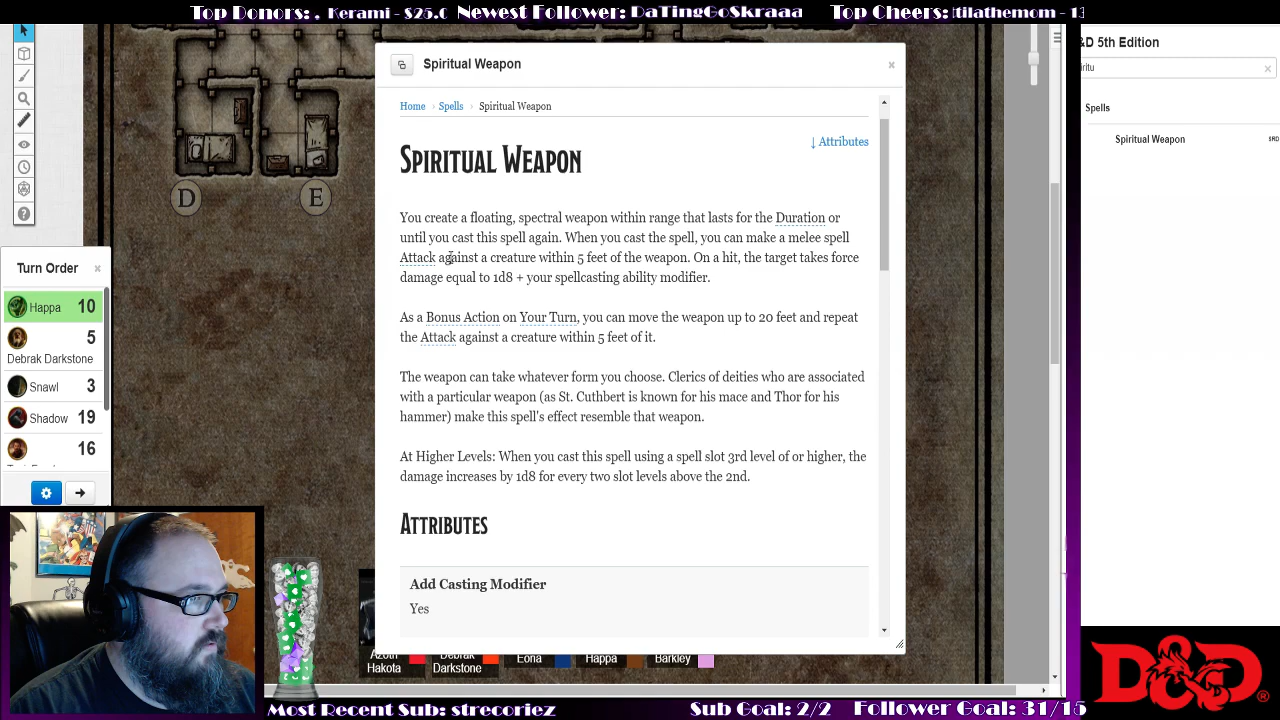 Top Donors: . Kerami - $25.0 Newest Follower: DaTingGoSkraaa Top Cheers: tilathemom - 13
Spiritual Weapon
×
Home › Spells › Spiritual Weapon
↓ Attributes
Spiritual Weapon
You create a floating, spectral weapon within range that lasts for the Duration or
until you cast this spell again. When you cast the spell, you can make a melee spell
Attack against a creature within 5 feet of the weapon. On a hit, the target takes force
damage equal to 1d8 + your spellcasting ability modifier.
As a Bonus Action on Your Turn, you can move the weapon up to 20 feet and repeat
the Attack against a creature within 5 feet of it.
The weapon can take whatever form you choose. Clerics of deities who are associated
with a particular weapon (as St. Cuthbert is known for his mace and Thor for his
hammer) make this spell's effect resemble that weapon.
At Higher Levels: When you cast this spell using a spell slot 3rd level of or higher, the
damage increases by 1d8 for every two slot levels above the 2nd.
Attributes
Add Casting Modifier
Yes
D
E
Turn Order ×
Happa 10
5
Debrak Darkstone
Snawl 3
Shadow 19
16
Hakota
Debrak
Darkstone
Eona
Happa
Barkley
&D 5th Edition
iritu
×
Spells
Spiritual Weapon
SRD
D&D
Most Recent Sub: strecoriez Sub Goal: 2/2 Follower Goal: 31/15